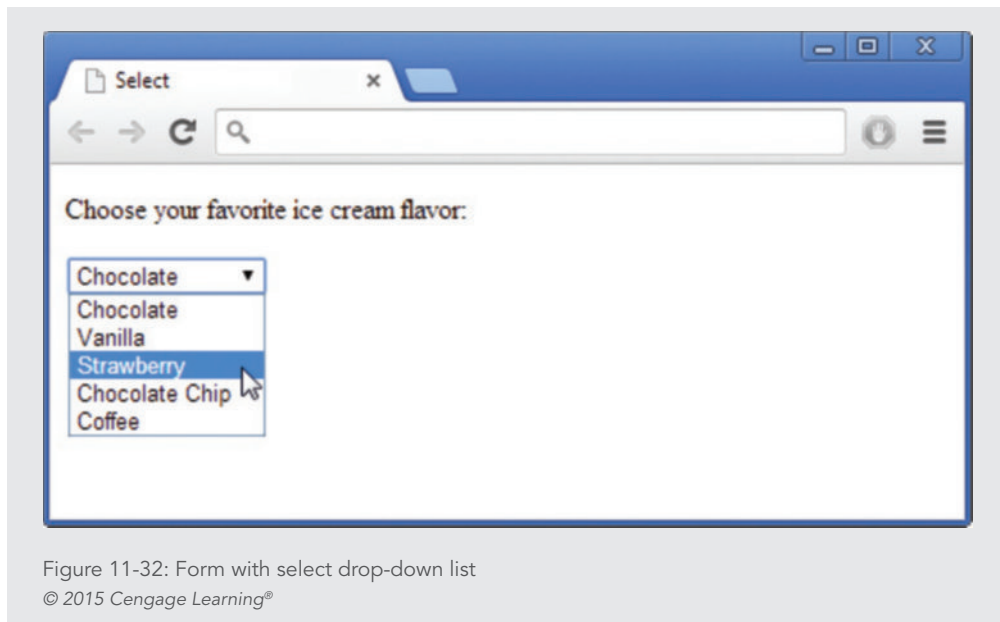 Select
Choose your favorite ice cream flavor:
Chocolate
Chocolate
Vanilla
Strawberry
Chocolate Chip
Coffee
Figure 11-32: Form with select drop-down list
© 2015 Cengage Learning®